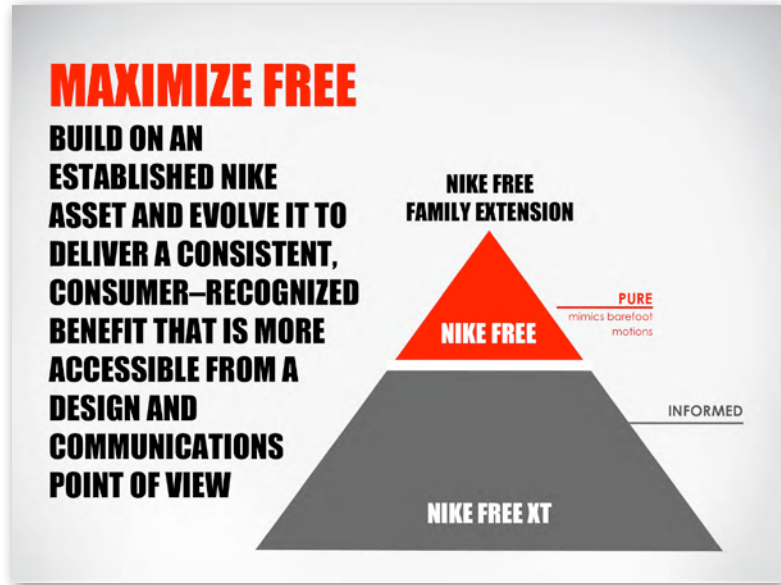 MAXIMIZE FREE
BUILD ON AN
ESTABLISHED NIKE
ASSET AND EVOLVE IT TO
DELIVER A CONSISTENT,
CONSUMER–RECOGNIZED
BENEFIT THAT IS MORE
ACCESSIBLE FROM A
DESIGN AND
COMMUNICATIONS
POINT OF VIEW
NIKE FREE
FAMILY EXTENSION
PURE
mimics barefoot
motions
NIKE FREE
INFORMED
NIKE FREE XT